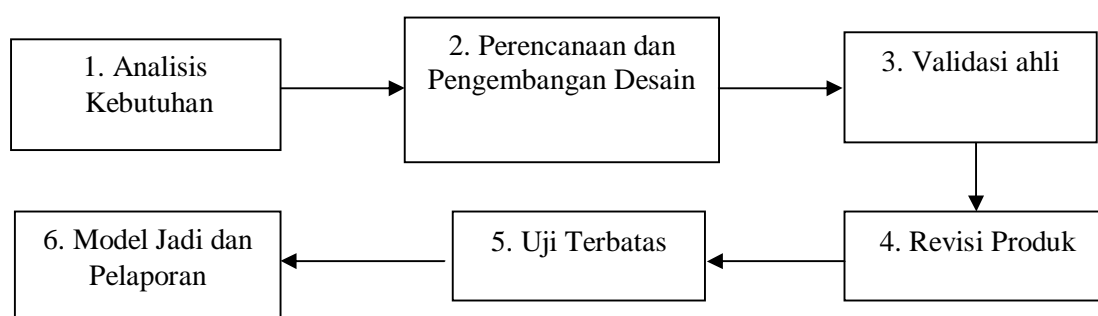 1. Analisis
Kebutuhan
2. Perencanaan dan
Pengembangan Desain
3. Validasi ahli
4. Revisi Produk
5. Uji Terbatas
6. Model Jadi dan
Pelaporan